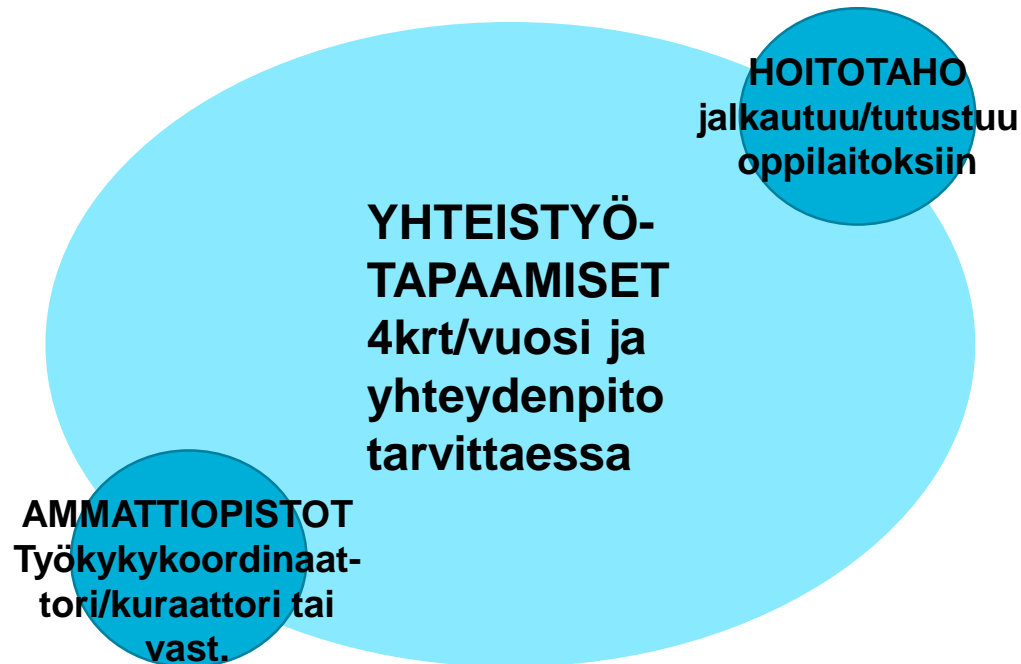 HOITOTAHO
jalkautuu/tutustuu
oppilaitoksiin
YHTEISTYÖ-
TAPAAMISET
4krt/vuosi ja
yhteydenpito
tarvittaessa
AMMATTIOPISTOT
Työkykykoordinaat-
tori/kuraattori tai
vast.